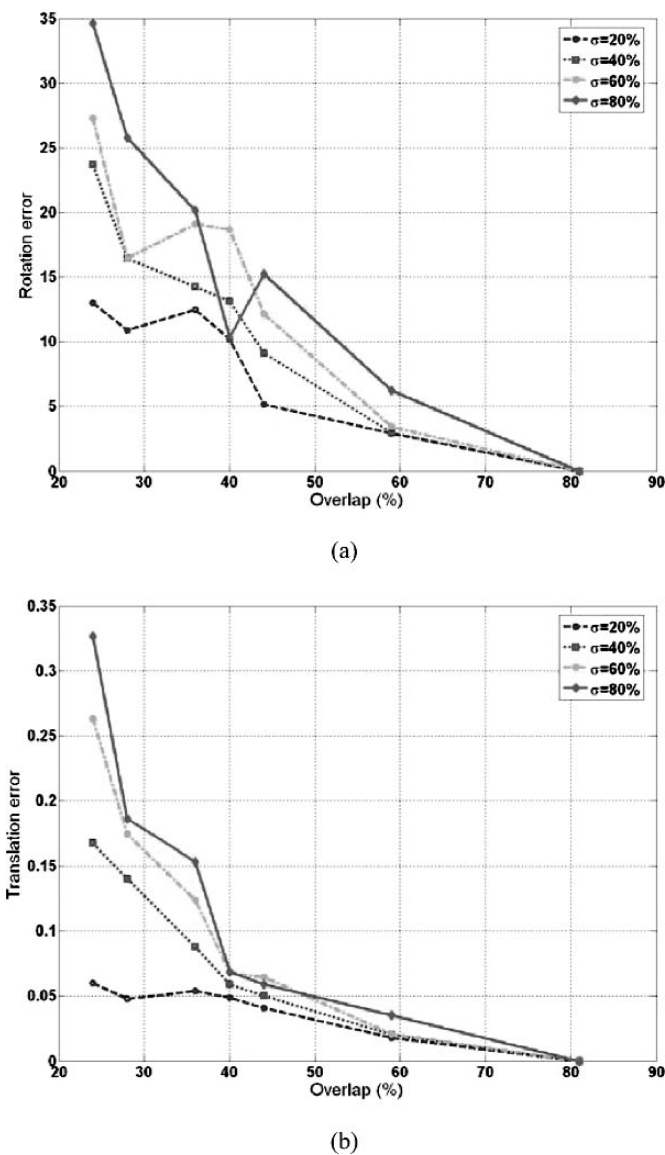 35
30
25
20
15
10
5
0
Rotation error
σ=20%
σ=40%
σ=60%
σ=80%
20 30 40 50 60 70 80 90
Overlap (%)
(a)
0.35
0.3
0.25
0.2
0.15
0.1
0.05
0
Translation error
σ=20%
σ=40%
σ=60%
σ=80%
20 30 40 50 60 70 80 90
Overlap (%)
(b)